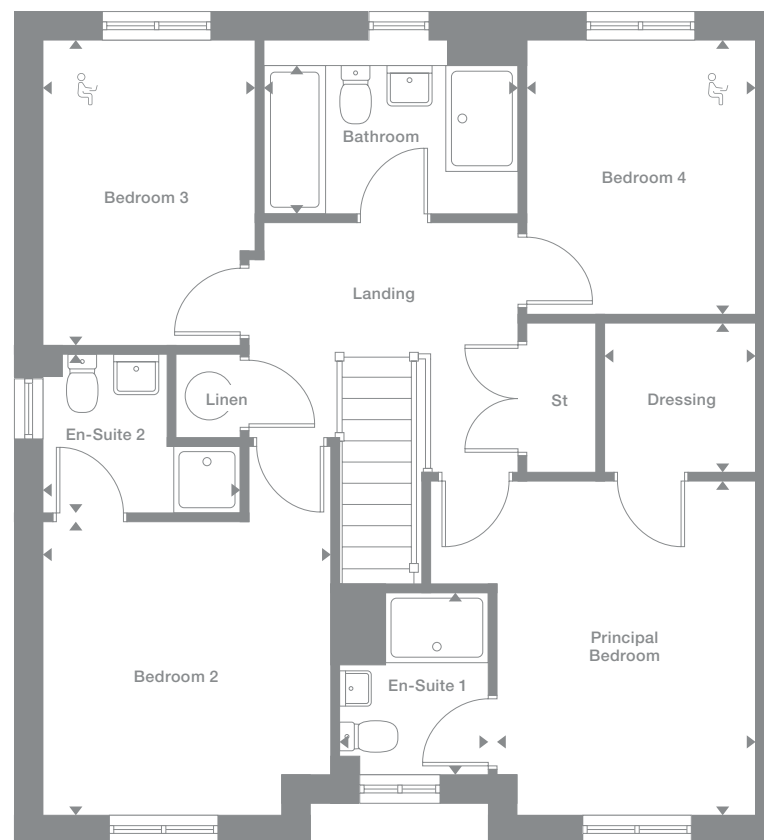 Bathroom
Bedroom 4
Bedroom 3
Landing
Linen
St
Dressing
En-Suite 2
Principal
Bedroom
Bedroom 2
En-Suite 1